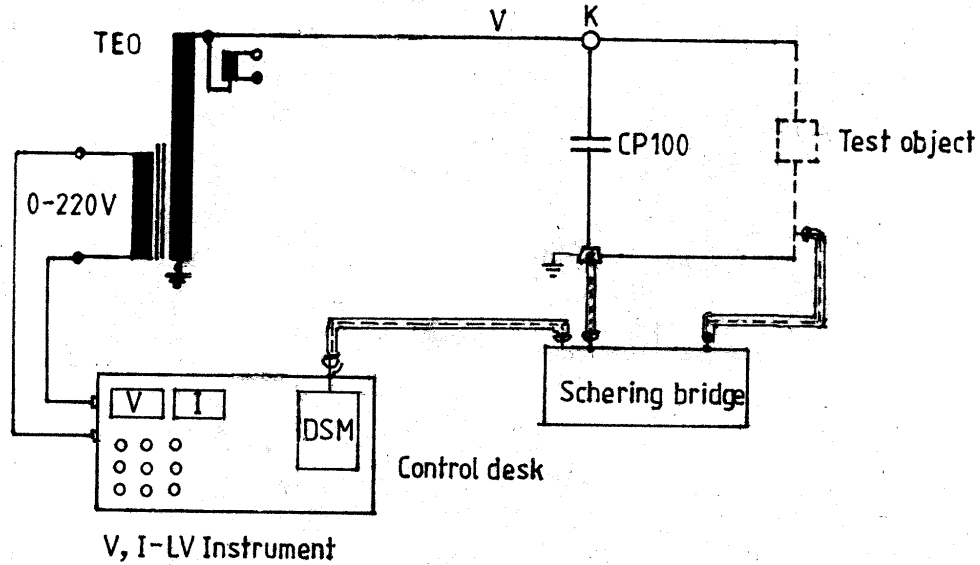 TEO
V
K
CP100
Test object
0-220V
Schering bridge
V
I
DSM
Control desk
V, I-LV Instrument